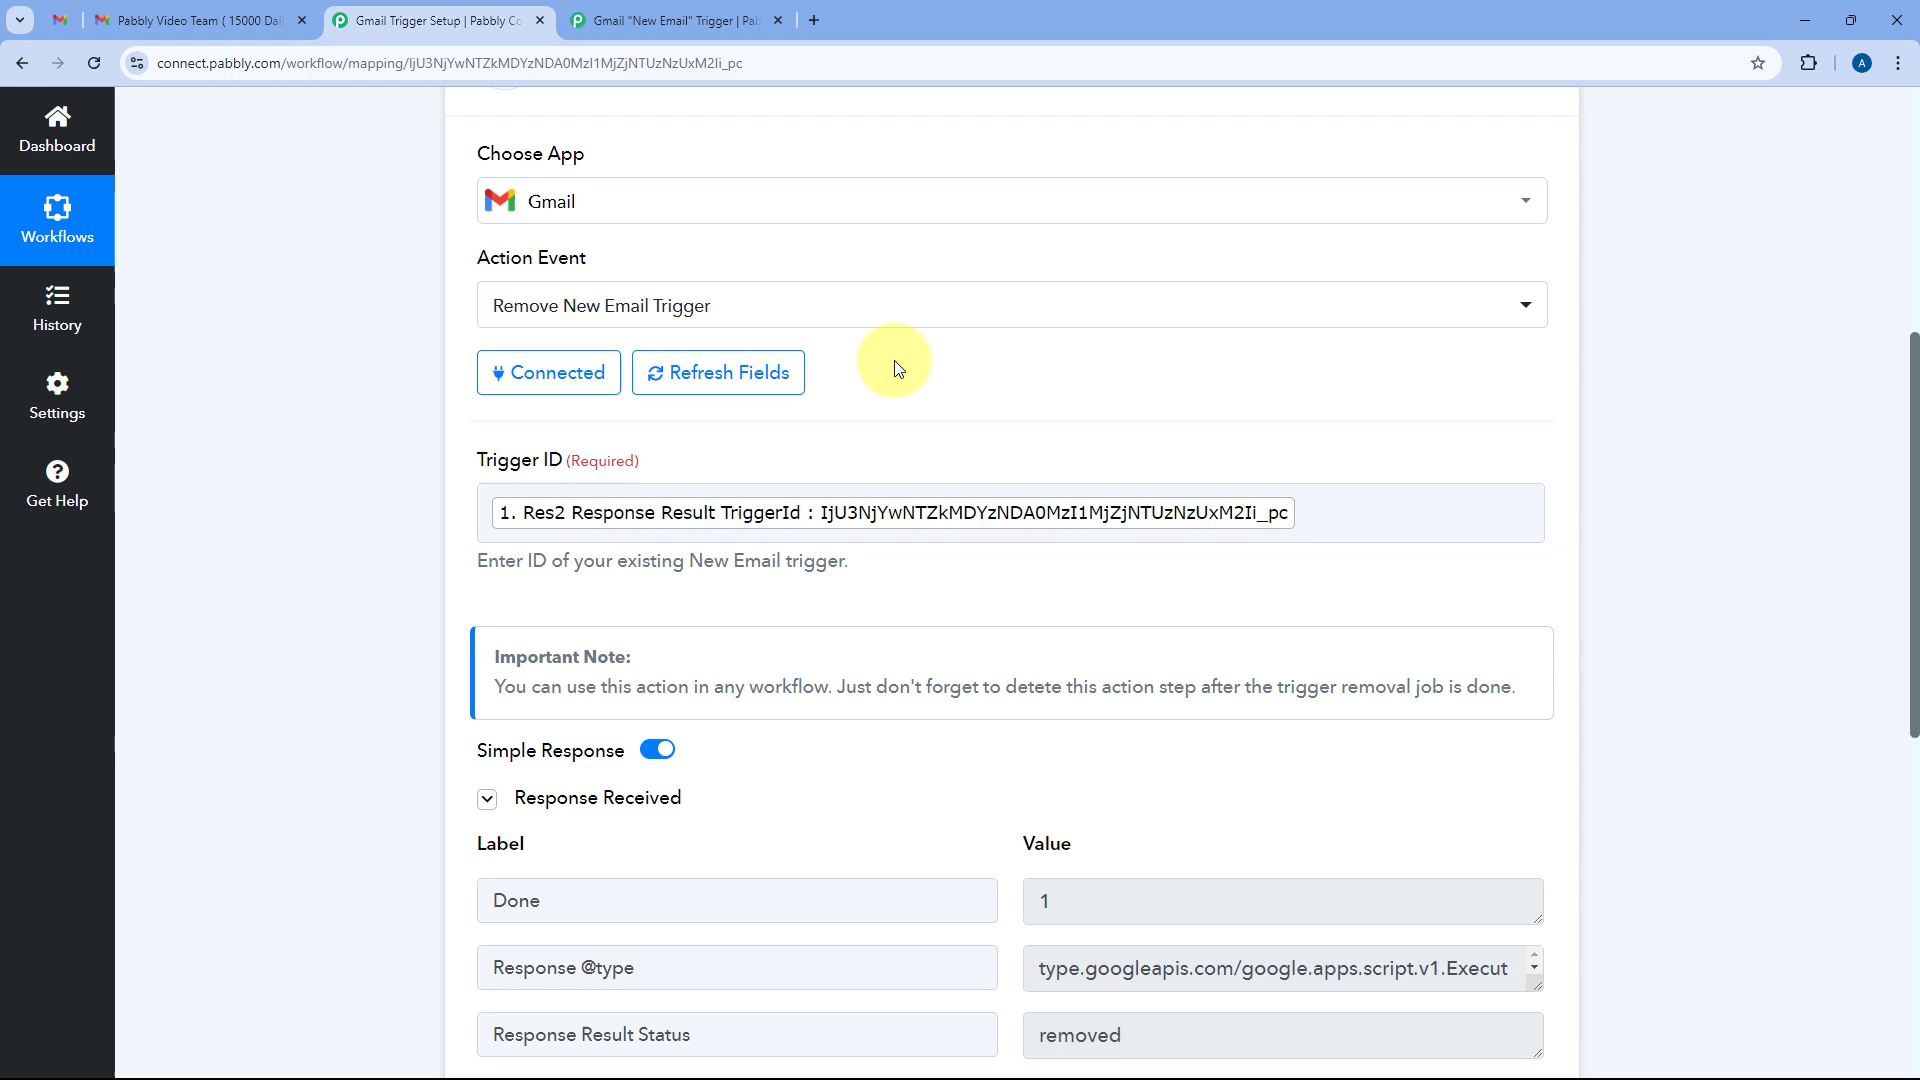 Pabbly Video Team ( 15000 Dai
Gmail Trigger Setup | Pabbly Co
Gmail "New Email" Trigger | Pab
connect.pabbly.com/workflow/mapping/IjU3NjYwNTZkMDYzNDA0MzI1MjZjNTUzNzUxM2Ii_pc
A
Dashboard
Workflows
History
Settings
Get Help
Choose App
Gmail
Action Event
Remove New Email Trigger
Connected
Refresh Fields
Trigger ID (Required)
1. Res2 Response Result TriggerId : IjU3NjYwNTZkMDYzNDA0MzI1MjZjNTUzNzUxM2Ii_pc
Enter ID of your existing New Email trigger.
Important Note:
You can use this action in any workflow. Just don't forget to detete this action step after the trigger removal job is done.
Simple Response
Response Received
Label
Value
Done
1
Response @type
type.googleapis.com/google.apps.script.v1.Execut
Response Result Status
removed